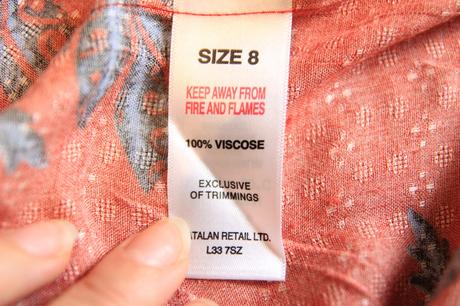 SIZE 8
KEEP AWAY FROM
FIRE AND FLAMES
100% VISCOSE
EXCLUSIVE
OF TRIMMINGS
ATALAN RETAIL LTD.
L33 7SZ